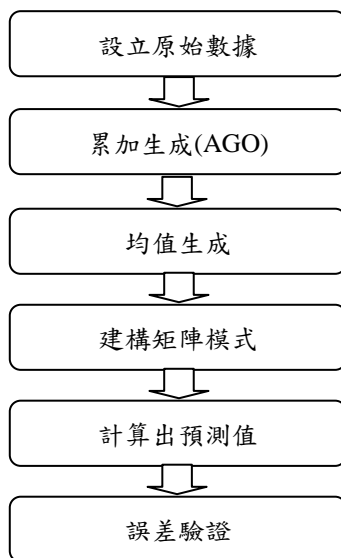 設立原始數據
累加生成(AGO)
均值生成
建構矩陣模式
計算出預測值
誤差驗證